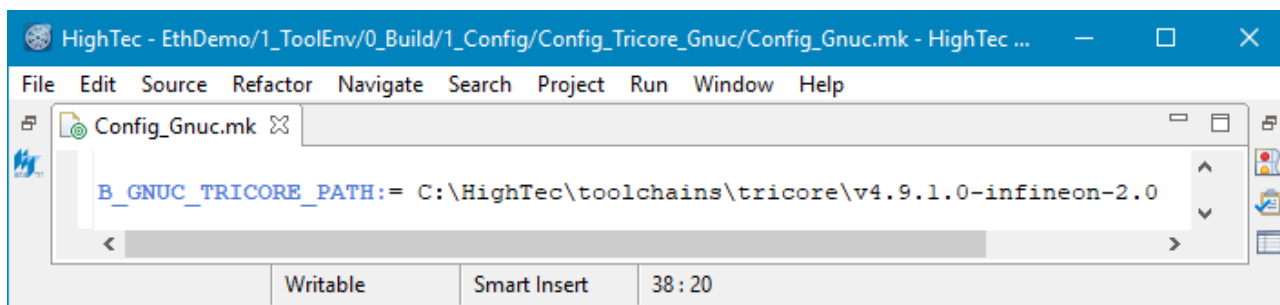 HighTec - EthDemo/1_ToolEnv/0_Build/1_Config/Config_Tricore_Gnuc/Config_Gnuc.mk - HighTec ...
File Edit Source Refactor Navigate Search Project Run Window Help
Config_Gnuc.mk
B_GNUC_TRICORE_PATH:= C:\HighTec\toolchains\tricore\v4.9.1.0-infineon-2.0
Writable Smart Insert 38 : 20